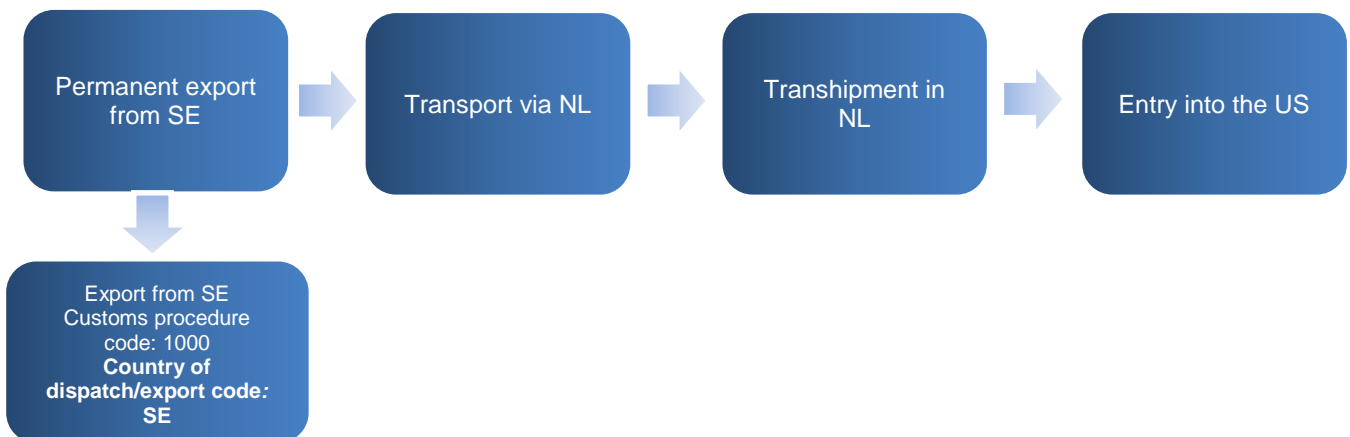 Permanent export
from SE
Transport via NL
Transhipment in
NL
Entry into the US
Export from SE
Customs procedure
code: 1000
Country of
dispatch/export code:
SE